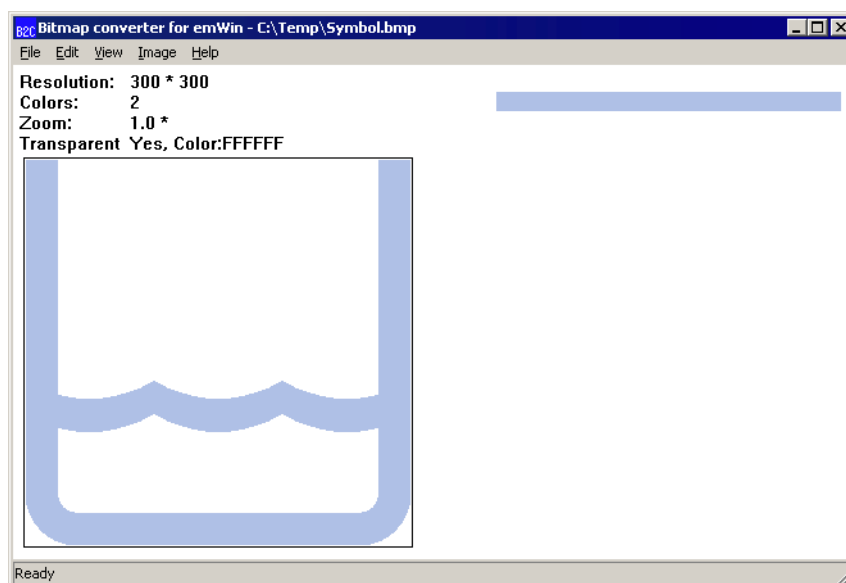 B2C Bitmap converter for emWin - C:\Temp\Symbol.bmp
File Edit View Image Help
Resolution: 300 * 300
Colors: 2
Zoom: 1.0 *
Transparent Yes, Color:FFFFFF
Ready